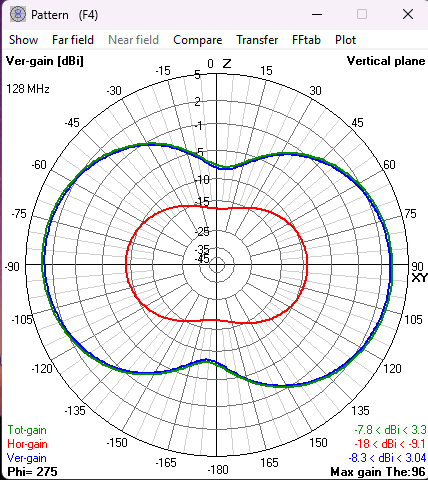 Pattern (F4)
Show Far field Near field Compare Transfer FFtab Plot
Ver-gain [dBi] 0 Z Vertical plane
128 MHz
-15 5 15
-30 2 30
-45 -1 45
-60 -5 60
-10
-75 -15 75
-25
-35
-45
-90 90
XY
-105 105
-120 120
-135 135
-150 150
-165 -180 165
Tot-gain -7.8 < dBi < 3.3
Hor-gain -18 < dBi < -9.1
Ver-gain -8.3 < dBi < 3.04
Phi= 275 Max gain The:96